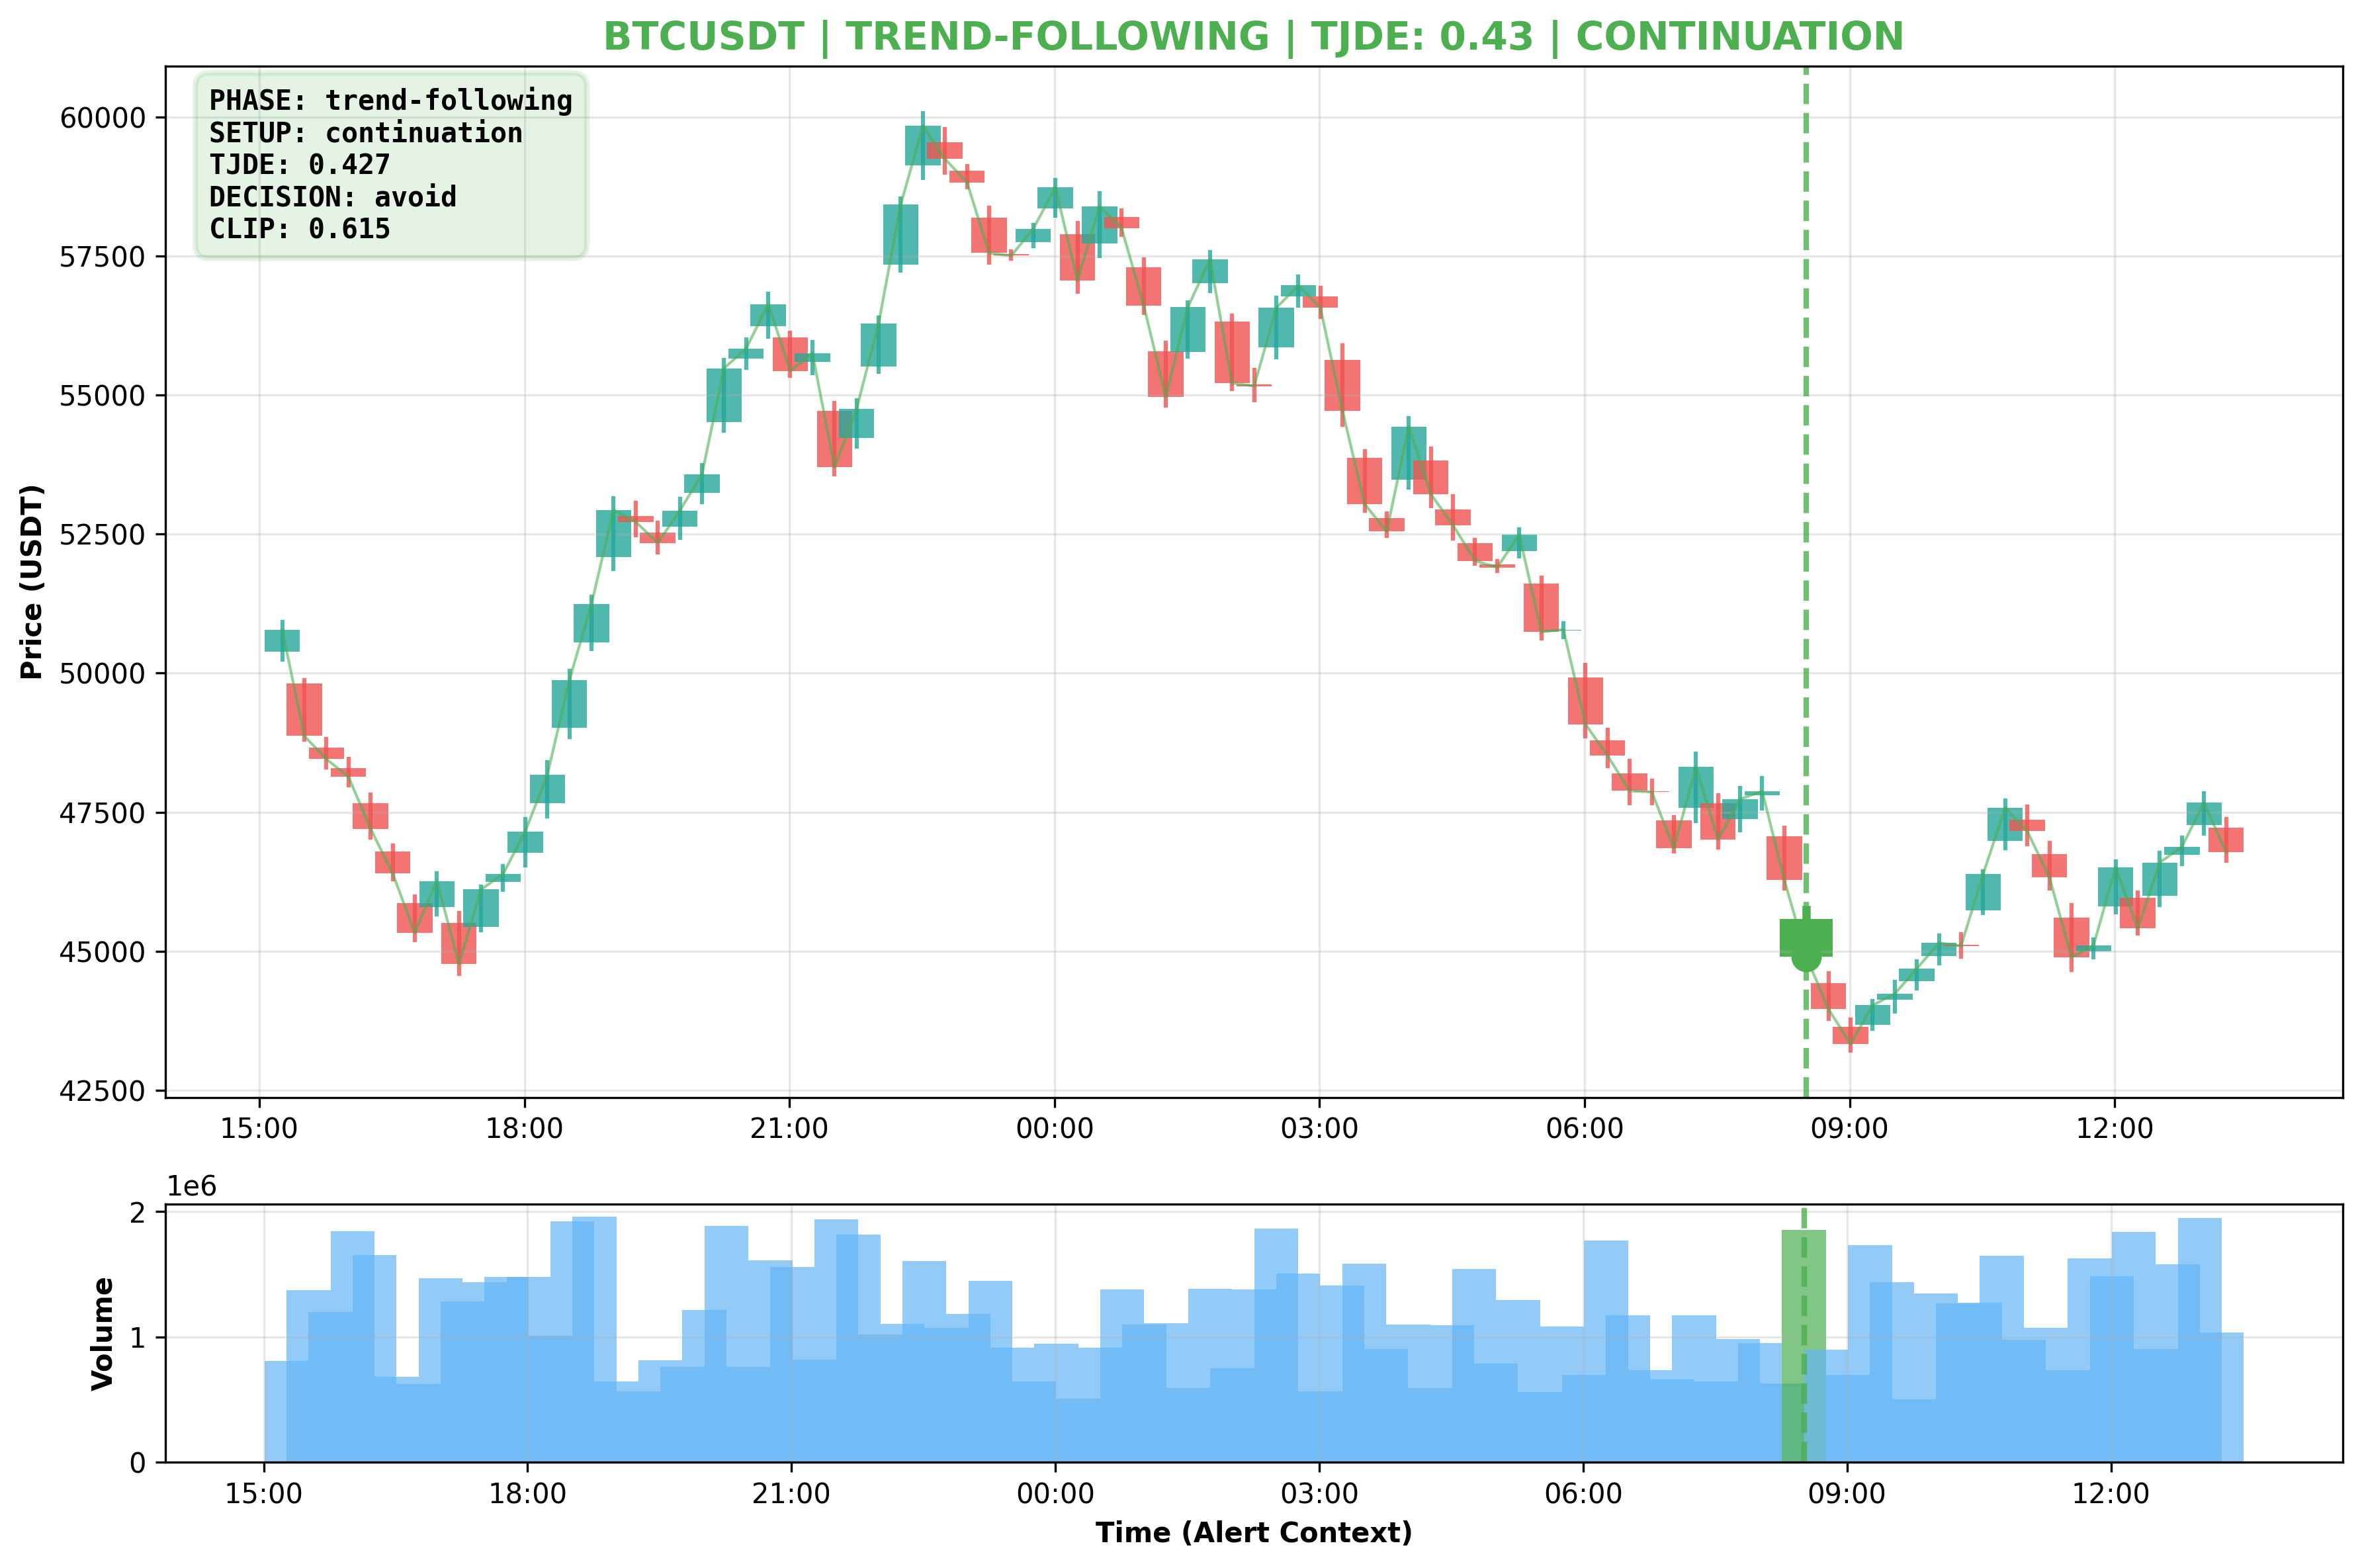 BTCUSDT | TREND-FOLLOWING | TJDE: 0.43 | CONTINUATION
PHASE: trend-following
SETUP: continuation
TJDE: 0.427
DECISION: avoid
CLIP: 0.615
Price (USDT)
60000
57500
55000
52500
50000
47500
45000
42500
15:00 18:00 21:00 00:00 03:00 06:00 09:00 12:00
1e6
Volume
2
1
0
15:00 18:00 21:00 00:00 03:00 06:00 09:00 12:00
Time (Alert Context)